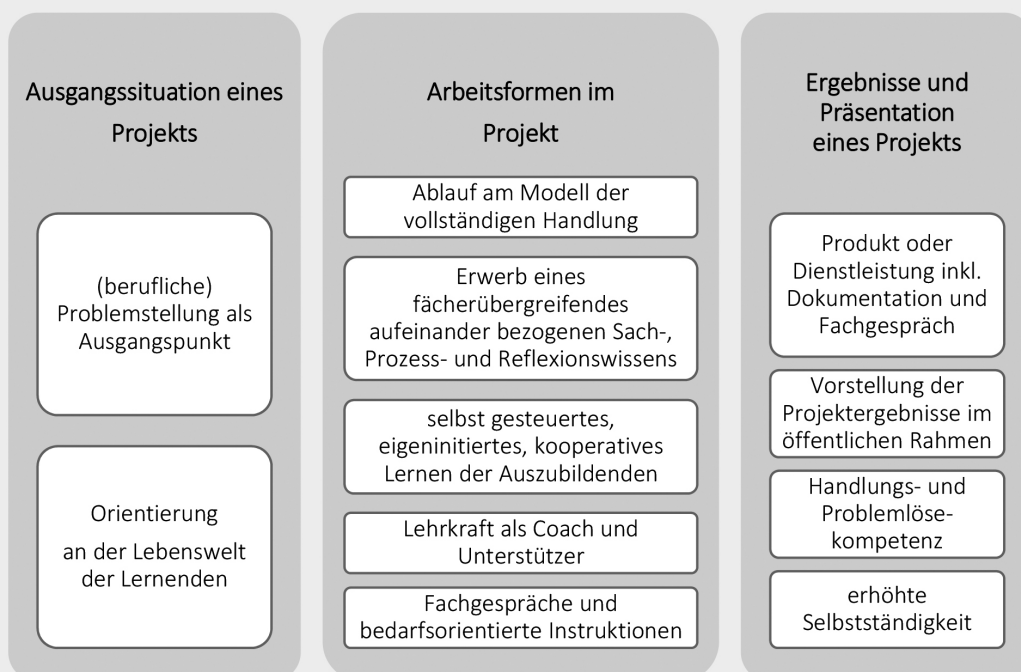 Ausgangssituation eines
Projekts
(berufliche)
Problemstellung als
Ausgangspunkt
Orientierung
an der Lebenswelt
der Lernenden
Arbeitsformen im
Projekt
Ablauf am Modell der
vollständigen Handlung
Erwerb eines
fächerübergreifendes
aufeinander bezogenen Sach-,
Prozess- und Reflexionswissens
selbst gesteuertes,
eigeninitiertes, kooperatives
Lernen der Auszubildenden
Lehrkraft als Coach und
Unterstützer
Fachgespräche und
bedarfsorientierte Instruktionen
Ergebnisse und
Präsentation
eines Projekts
Produkt oder
Dienstleistung inkl.
Dokumentation und
Fachgespräch
Vorstellung der
Projektergebnisse im
öffentlichen Rahmen
Handlungs- und
Problemlöse-
kompetenz
erhöhte
Selbstständigkeit